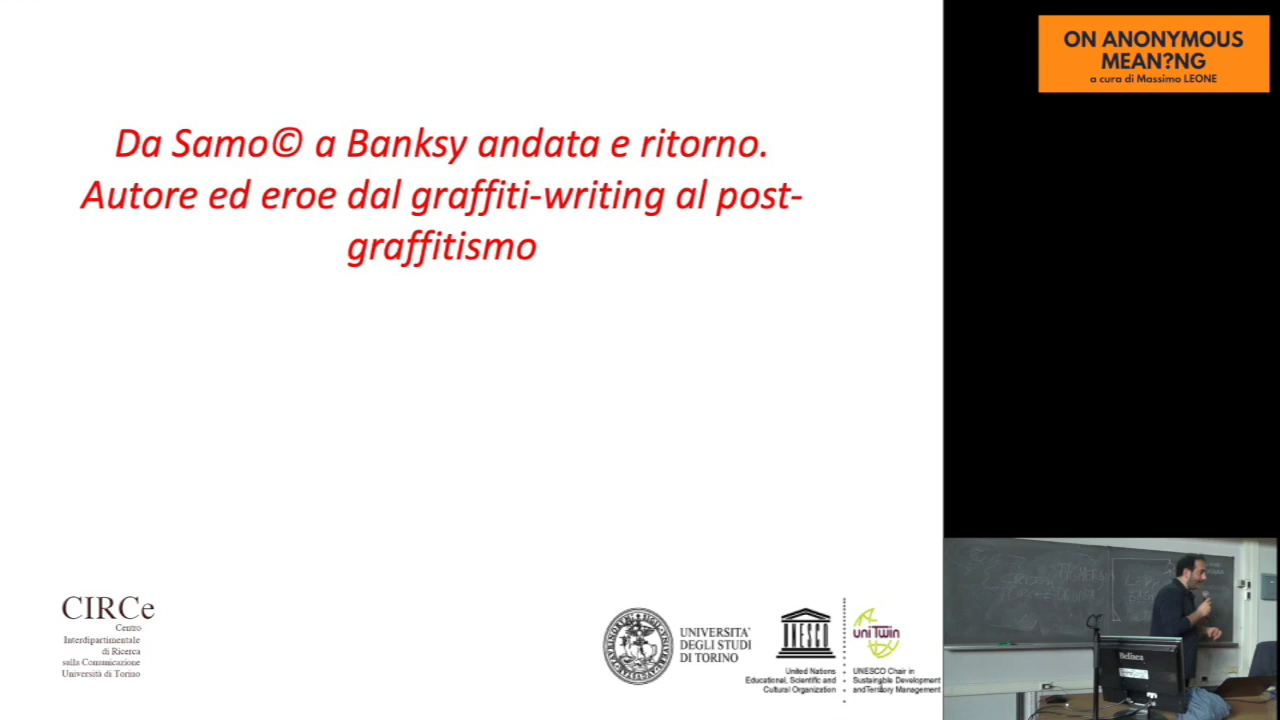 Da Samo© a Banksy andata e ritorno.
Autore ed eroe dal graffiti-writing al post-
graffitismo
ON ANONYMOUS
MEAN?NG
a cura di Massimo LEONE
CIRCe
Centro
Interdipartimentale
di Ricerca
sulla Comunicazione
Università di Torino
UNIVERSITA'
DEGLI STUDI
DI TORINO
UNESCO
United Nations
Educational, Scientific and
Cultural Organization
uniTwin
UNESCO Chair in
Sustainable Development
and Territory Management
Belinea